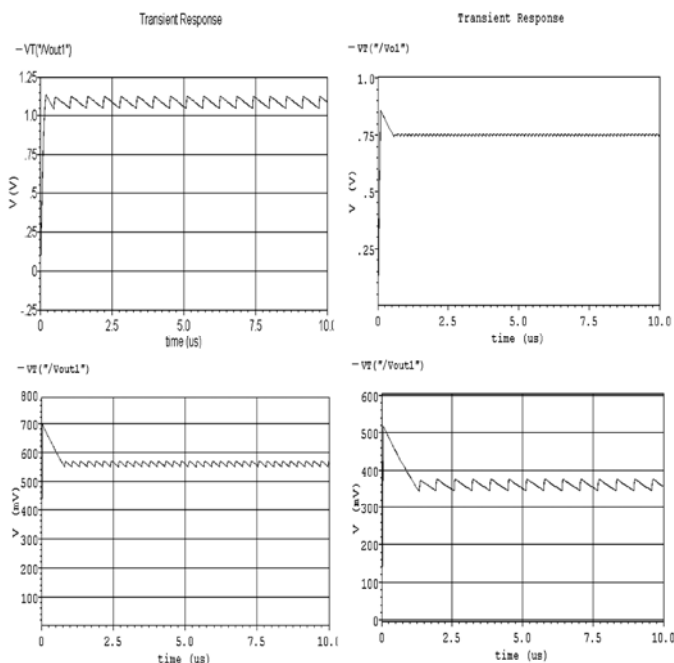 Transient Response
— VT("/Vout1")
1.25
1.0
.75
.5
.25
0
-.25
V (V)
0 2.5 5.0 7.5 10.0
time (us)
Transient Response
— VT("/Vo1")
1.0
.75
.5
.25
V (V)
0 2.5 5.0 7.5 10.0
time (us)
— VT("/Vout1")
800
700
600
500
400
300
200
100
V (mV)
0 2.5 5.0 7.5 10.0
time (us)
— VT("/Vout1")
600
500
400
300
200
100
0
V (mV)
0 2.5 5.0 7.5 10.0
time (us)